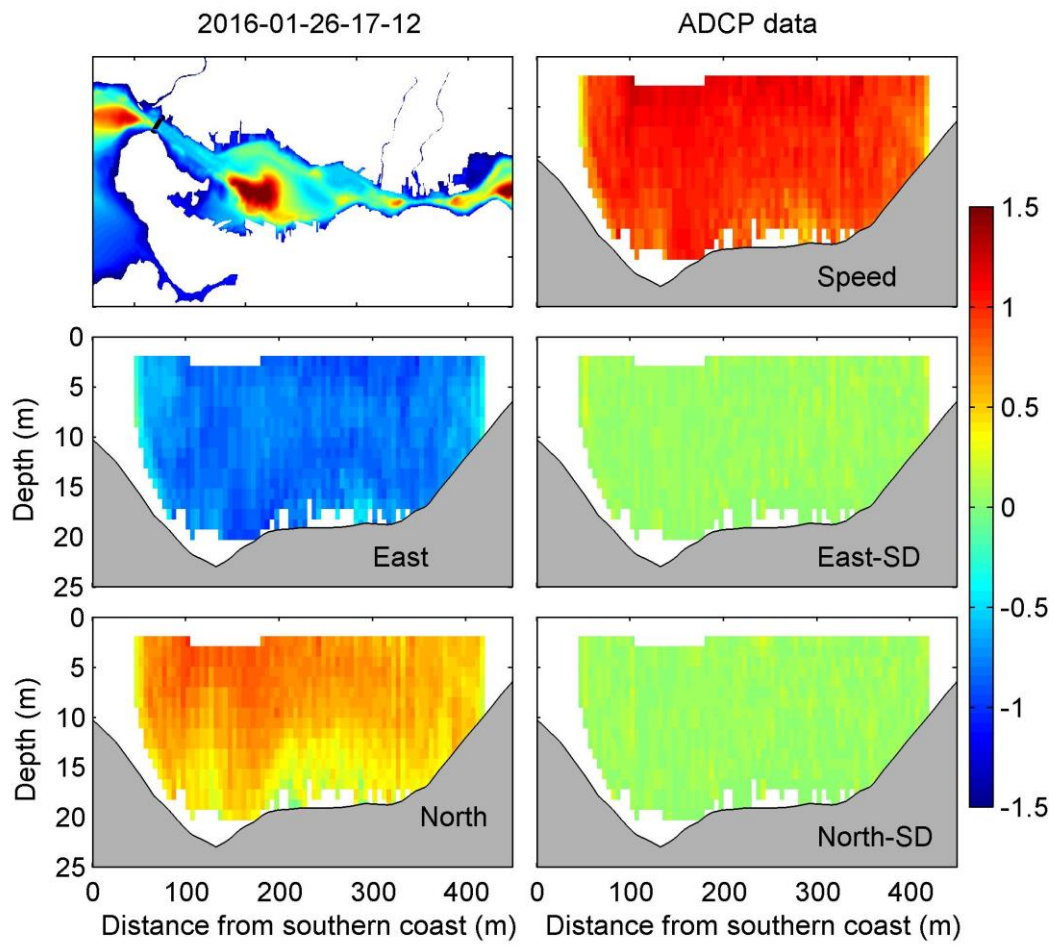 2016-01-26-17-12
ADCP data
Speed
1.5
1
0.5
0
-0.5
-1
-1.5
0
5
10
15
20
25
Depth (m)
East
East-SD
0
5
10
15
20
25
Depth (m)
North
North-SD
0 100 200 300 400
0 100 200 300 400
Distance from southern coast (m)
Distance from southern coast (m)